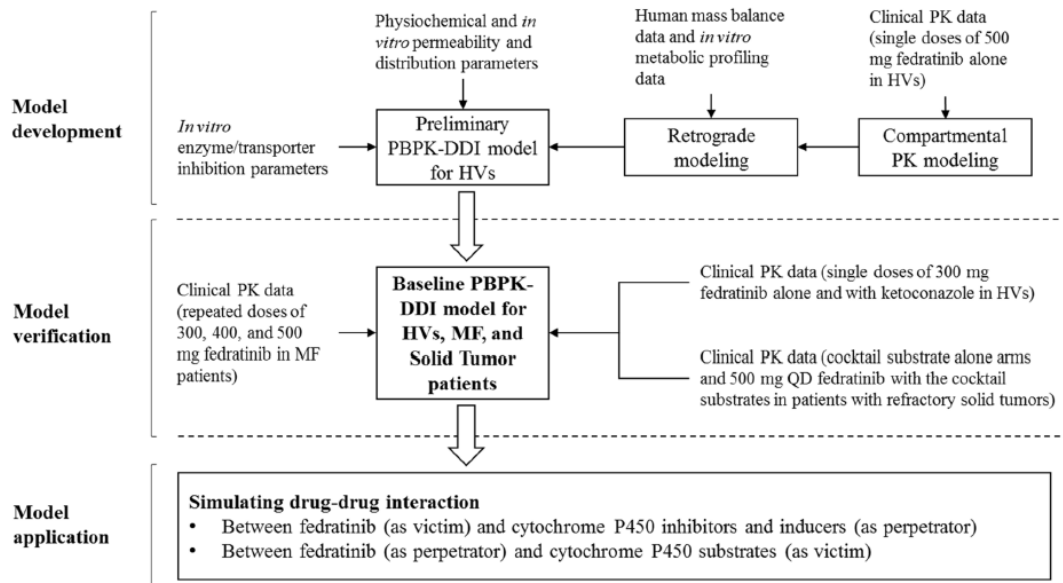 Model
development
Physiochemical and in
vitro permeability and
distribution parameters
Human mass balance
data and in vitro
metabolic profiling
data
Clinical PK data
(single doses of 500
mg fedratinib alone
in HVs)
In vitro
enzyme/transporter
inhibition parameters
Preliminary
PBPK-DDI model
for HVs
Retrograde
modeling
Compartmental
PK modeling
Model
verification
Clinical PK data
(repeated doses of
300, 400, and 500
mg fedratinib in MF
patients)
Baseline PBPK-
DDI model for
HVs, MF, and
Solid Tumor
patients
Clinical PK data (single doses of 300 mg
fedratinib alone and with ketoconazole in HVs)
Clinical PK data (cocktail substrate alone arms
and 500 mg QD fedratinib with the cocktail
substrates in patients with refractory solid tumors)
Model
application
Simulating drug-drug interaction
• Between fedratinib (as victim) and cytochrome P450 inhibitors and inducers (as perpetrator)
• Between fedratinib (as perpetrator) and cytochrome P450 substrates (as victim)